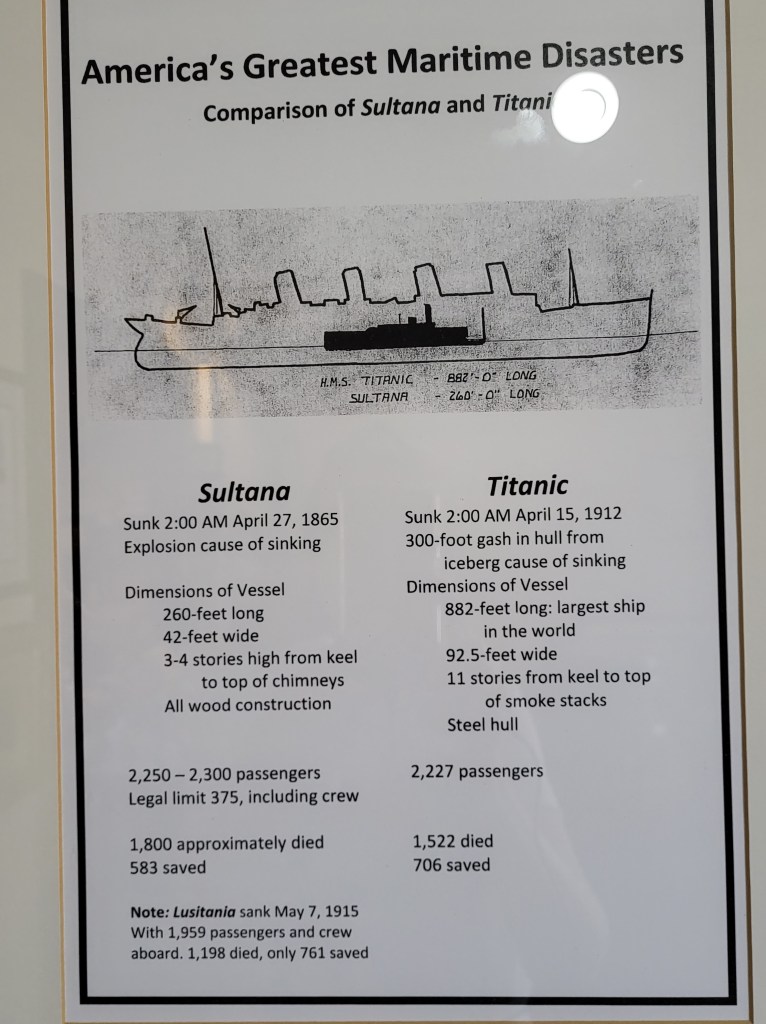 America's Greatest Maritime Disasters
Comparison of Sultana and Titani
H.M.S. TITANIC - 882'-0" LONG
SULTANA - 260'-0" LONG
Sultana
Sunk 2:00 AM April 27, 1865
Explosion cause of sinking
Dimensions of Vessel
260-feet long
42-feet wide
3-4 stories high from keel
to top of chimneys
All wood construction
2,250 – 2,300 passengers
Legal limit 375, including crew
1,800 approximately died
583 saved
Note: Lusitania sank May 7, 1915
With 1,959 passengers and crew
aboard. 1,198 died, only 761 saved
Titanic
Sunk 2:00 AM April 15, 1912
300-foot gash in hull from
iceberg cause of sinking
Dimensions of Vessel
882-feet long: largest ship
in the world
92.5-feet wide
11 stories from keel to top
of smoke stacks
Steel hull
2,227 passengers
1,522 died
706 saved